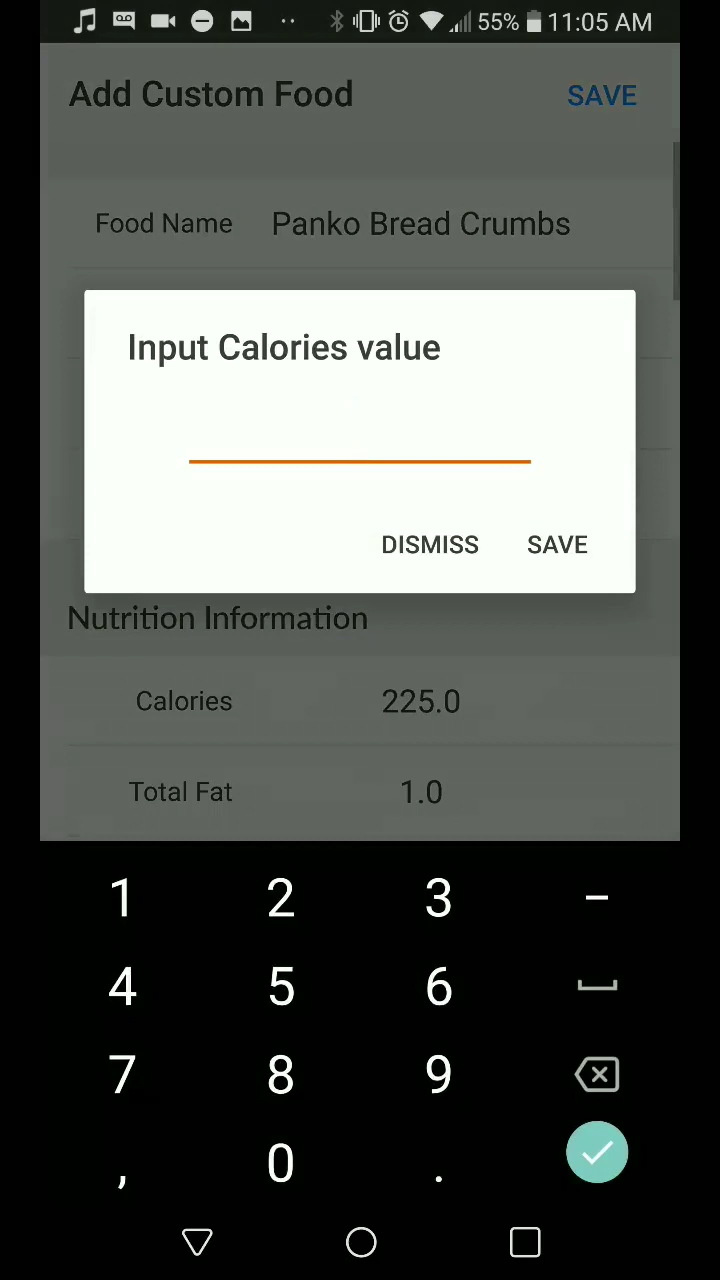 55% 11:05 AM
Add Custom Food SAVE
Food Name Panko Bread Crumbs
Input Calories value
DISMISS SAVE
Nutrition Information
Calories 225.0
Total Fat 1.0
1 2 3 –
4 5 6
7 8 9
, 0 .